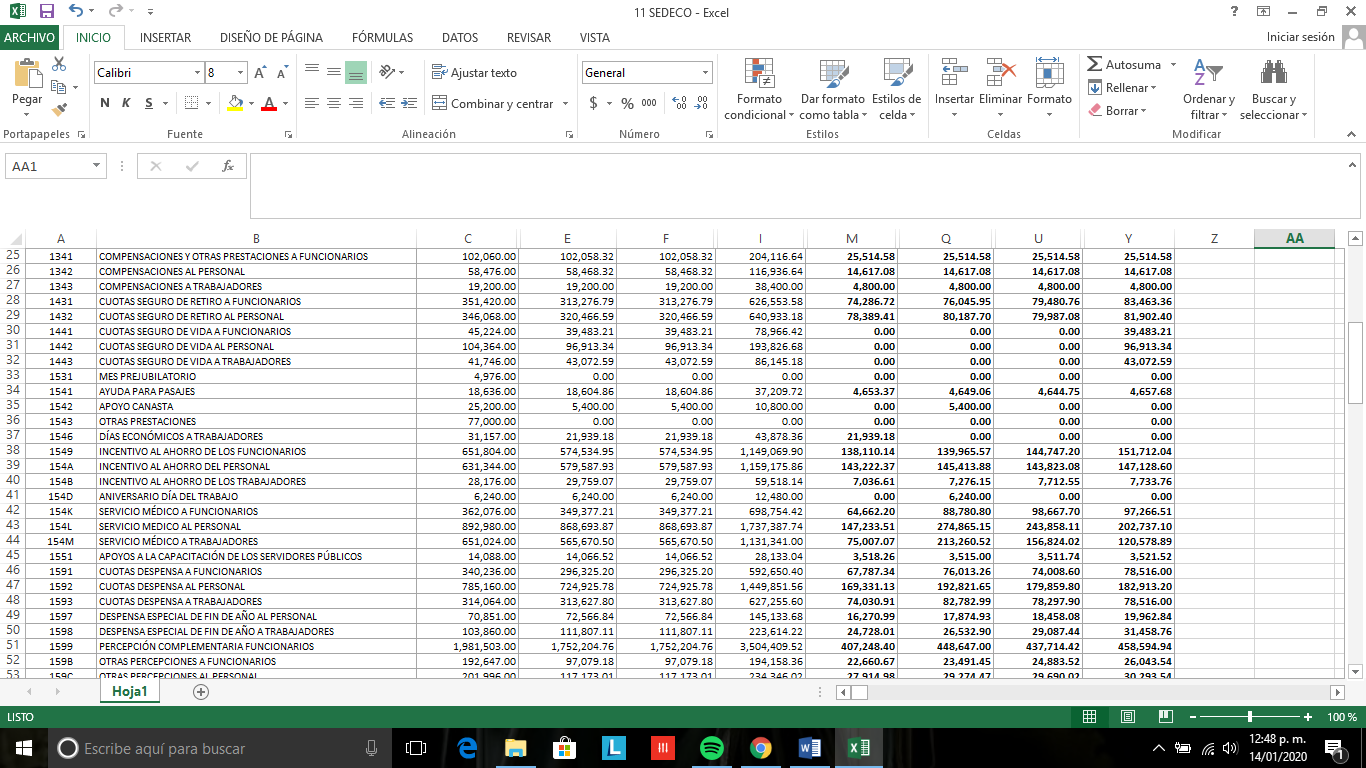 11 SEDECO - Excel
ARCHIVO INICIO INSERTAR DISEÑO DE PÁGINA FÓRMULAS DATOS REVISAR VISTA Iniciar sesión
Pegar Calibri 8 Ajustar texto General Autosuma
N K S Combinar y centrar $ % 000 Formato condicional Dar formato como tabla Estilos de celda Insertar Eliminar Formato Rellenar Borrar Ordenar y filtrar Buscar y seleccionar
Portapapeles Fuente Alineación Número Estilos Celdas Modificar
AA1 fx
A B C E F I M Q U Y Z AA
25 1341 COMPENSACIONES Y OTRAS PRESTACIONES A FUNCIONARIOS 102,060.00 102,058.32 102,058.32 204,116.64 25,514.58 25,514.58 25,514.58 25,514.58
26 1342 COMPENSACIONES AL PERSONAL 58,476.00 58,468.32 58,468.32 116,936.64 14,617.08 14,617.08 14,617.08 14,617.08
27 1343 COMPENSACIONES A TRABAJADORES 19,200.00 19,200.00 19,200.00 38,400.00 4,800.00 4,800.00 4,800.00 4,800.00
28 1431 CUOTAS SEGURO DE RETIRO A FUNCIONARIOS 351,420.00 313,276.79 313,276.79 626,553.58 74,286.72 76,045.95 79,480.76 83,463.36
29 1432 CUOTAS SEGURO DE RETIRO AL PERSONAL 346,068.00 320,466.59 320,466.59 640,933.18 78,389.41 80,187.70 79,987.08 81,902.40
30 1441 CUOTAS SEGURO DE VIDA A FUNCIONARIOS 45,224.00 39,483.21 39,483.21 78,966.42 0.00 0.00 0.00 39,483.21
31 1442 CUOTAS SEGURO DE VIDA AL PERSONAL 104,364.00 96,913.34 96,913.34 193,826.68 0.00 0.00 0.00 96,913.34
32 1443 CUOTAS SEGURO DE VIDA A TRABAJADORES 41,746.00 43,072.59 43,072.59 86,145.18 0.00 0.00 0.00 43,072.59
33 1531 MES PREJUBILATORIO 4,976.00 0.00 0.00 0.00 0.00 0.00 0.00 0.00
34 1541 AYUDA PARA PASAJES 18,636.00 18,604.86 18,604.86 37,209.72 4,653.37 4,649.06 4,644.75 4,657.68
35 1542 APOYO CANASTA 25,200.00 5,400.00 5,400.00 10,800.00 0.00 5,400.00 0.00 0.00
36 1543 OTRAS PRESTACIONES 77,000.00 0.00 0.00 0.00 0.00 0.00 0.00 0.00
37 1546 DÍAS ECONÓMICOS A TRABAJADORES 31,157.00 21,939.18 21,939.18 43,878.36 21,939.18 0.00 0.00 0.00
38 1549 INCENTIVO AL AHORRO DE LOS FUNCIONARIOS 651,804.00 574,534.95 574,534.95 1,149,069.90 138,110.14 139,965.57 144,747.20 151,712.04
39 154A INCENTIVO AL AHORRO DEL PERSONAL 631,344.00 579,587.93 579,587.93 1,159,175.86 143,222.37 145,413.88 143,823.08 147,128.60
40 154B INCENTIVO AL AHORRO DE LOS TRABAJADORES 28,176.00 29,759.07 29,759.07 59,518.14 7,036.61 7,276.15 7,712.55 7,733.76
41 154D ANIVERSARIO DÍA DEL TRABAJO 6,240.00 6,240.00 6,240.00 12,480.00 0.00 6,240.00 0.00 0.00
42 154K SERVICIO MÉDICO A FUNCIONARIOS 362,076.00 349,377.21 349,377.21 698,754.42 64,662.20 88,780.80 98,667.70 97,266.51
43 154L SERVICIO MEDICO AL PERSONAL 892,980.00 868,693.87 868,693.87 1,737,387.74 147,233.51 274,865.15 243,858.11 202,737.10
44 154M SERVICIO MÉDICO A TRABAJADORES 651,024.00 565,670.50 565,670.50 1,131,341.00 75,007.07 213,260.52 156,824.02 120,578.89
45 1551 APOYOS A LA CAPACITACIÓN DE LOS SERVIDORES PÚBLICOS 14,088.00 14,066.52 14,066.52 28,133.04 3,518.26 3,515.00 3,511.74 3,521.52
46 1591 CUOTAS DESPENSA A FUNCIONARIOS 340,236.00 296,325.20 296,325.20 592,650.40 67,787.34 76,013.26 74,008.60 78,516.00
47 1592 CUOTAS DESPENSA AL PERSONAL 785,160.00 724,925.78 724,925.78 1,449,851.56 169,331.13 192,821.65 179,859.80 182,913.20
48 1593 CUOTAS DESPENSA A TRABAJADORES 314,064.00 313,627.80 313,627.80 627,255.60 74,030.91 82,782.99 78,297.90 78,516.00
49 1597 DESPENSA ESPECIAL DE FIN DE AÑO AL PERSONAL 70,851.00 72,566.84 72,566.84 145,133.68 16,270.99 17,874.93 18,458.08 19,962.84
50 1598 DESPENSA ESPECIAL DE FIN DE AÑO A TRABAJADORES 103,860.00 111,807.11 111,807.11 223,614.22 24,728.01 26,532.90 29,087.44 31,458.76
51 1599 PERCEPCIÓN COMPLEMENTARIA FUNCIONARIOS 1,981,503.00 1,752,204.76 1,752,204.76 3,504,409.52 407,248.40 448,647.00 437,714.42 458,594.94
52 159B OTRAS PERCEPCIONES A FUNCIONARIOS 192,647.00 97,079.18 97,079.18 194,158.36 22,660.67 23,491.45 24,883.52 26,043.54
53 159C OTRAS PERCEPCIONES AL PERSONAL 201,996.00 117,173.01 117,173.01 234,346.02 27,914.98 29,274.47 29,690.02 30,293.54
Hoja1
LISTO 100 %
Escribe aquí para buscar 12:48 p. m.
14/01/2020